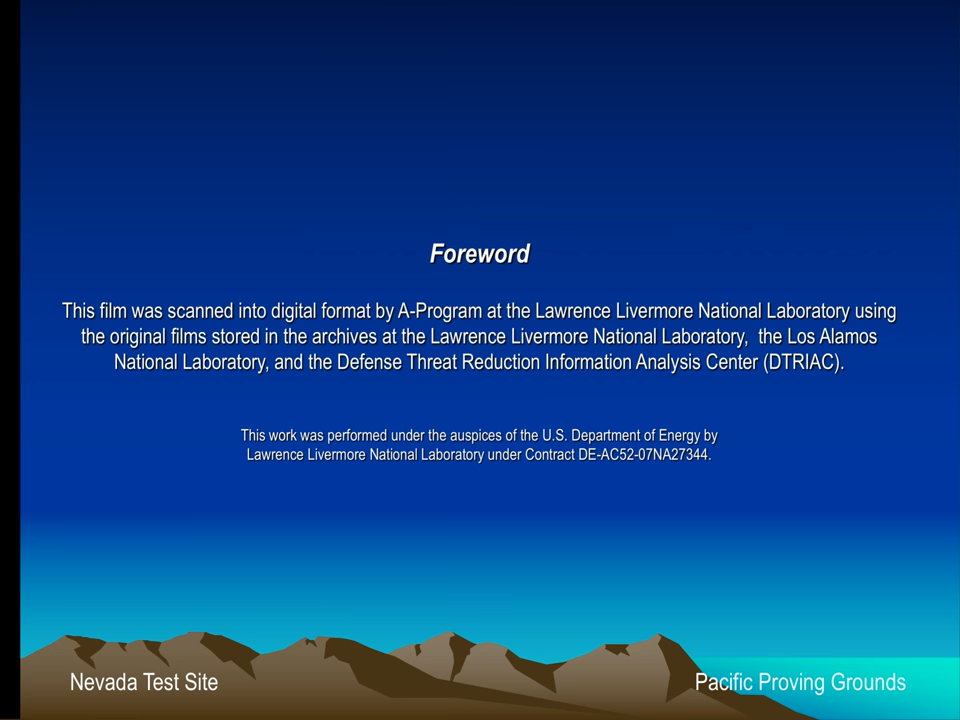 Foreword
This film was scanned into digital format by A-Program at the Lawrence Livermore National Laboratory using
the original films stored in the archives at the Lawrence Livermore National Laboratory,  the Los Alamos
National Laboratory, and the Defense Threat Reduction Information Analysis Center (DTRIAC).
This work was performed under the auspices of the U.S. Department of Energy by
Lawrence Livermore National Laboratory under Contract DE-AC52-07NA27344.
Nevada Test Site
Pacific Proving Grounds